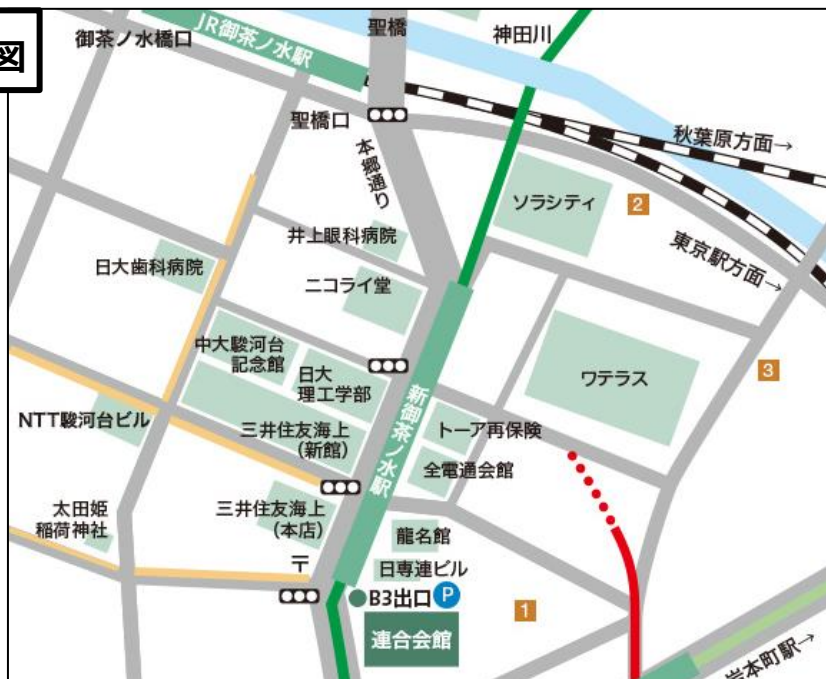 図
御茶ノ水橋口
JR御茶ノ水駅
聖橋
神田川
聖橋口
本郷通り
秋葉原方面→
ソラシティ
2
東京駅方面→
井上眼科病院
日大歯科病院
ニコライ堂
中大駿河台
記念館
日大
理工学部
新御茶ノ水駅
ワテラス
3
NTT駿河台ビル
三井住友海上
(新館)
トーア再保険
全電通会館
太田姫
稲荷神社
三井住友海上
(本店)
龍名館
〒
日専連ビル
B3出口
P
1
連合会館
岩本町駅→